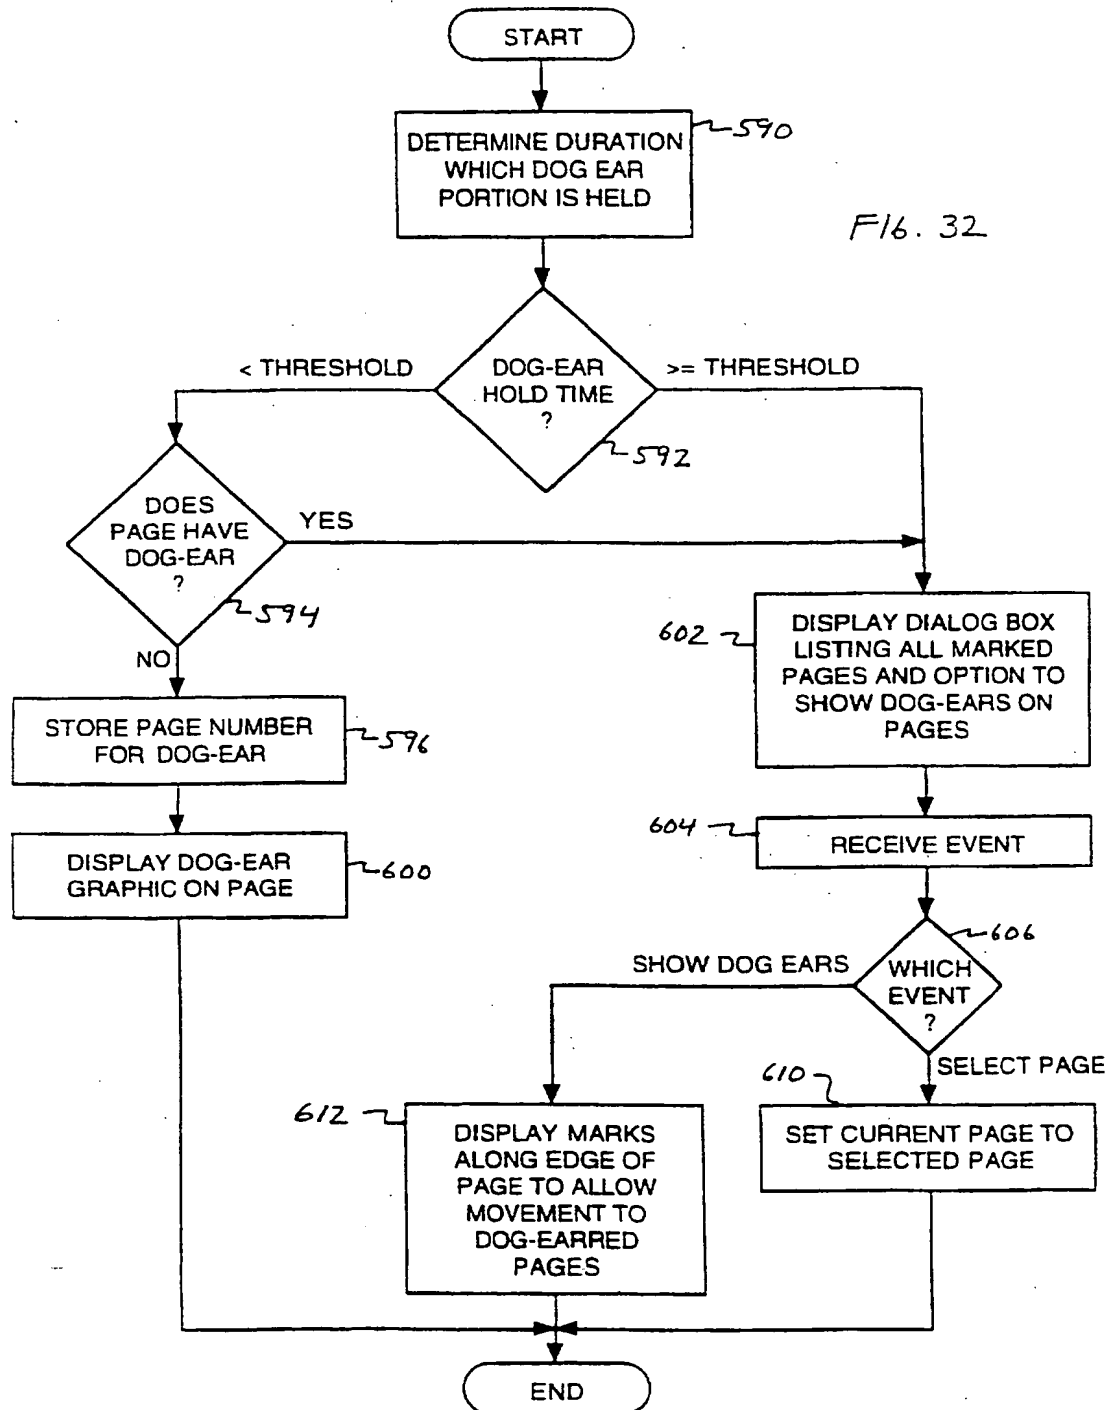 START
DETERMINE DURATION
WHICH DOG EAR
PORTION IS HELD
590
FIG. 32
< THRESHOLD
DOG-EAR
HOLD TIME
?
>= THRESHOLD
592
DOES
PAGE HAVE
DOG-EAR
?
YES
594
NO
602
DISPLAY DIALOG BOX
LISTING ALL MARKED
PAGES AND OPTION TO
SHOW DOG-EARS ON
PAGES
STORE PAGE NUMBER
FOR DOG-EAR
596
604
RECEIVE EVENT
DISPLAY DOG-EAR
GRAPHIC ON PAGE
600
606
SHOW DOG EARS
WHICH
EVENT
?
SELECT PAGE
610
SET CURRENT PAGE TO
SELECTED PAGE
612
DISPLAY MARKS
ALONG EDGE OF
PAGE TO ALLOW
MOVEMENT TO
DOG-EARRED
PAGES
END